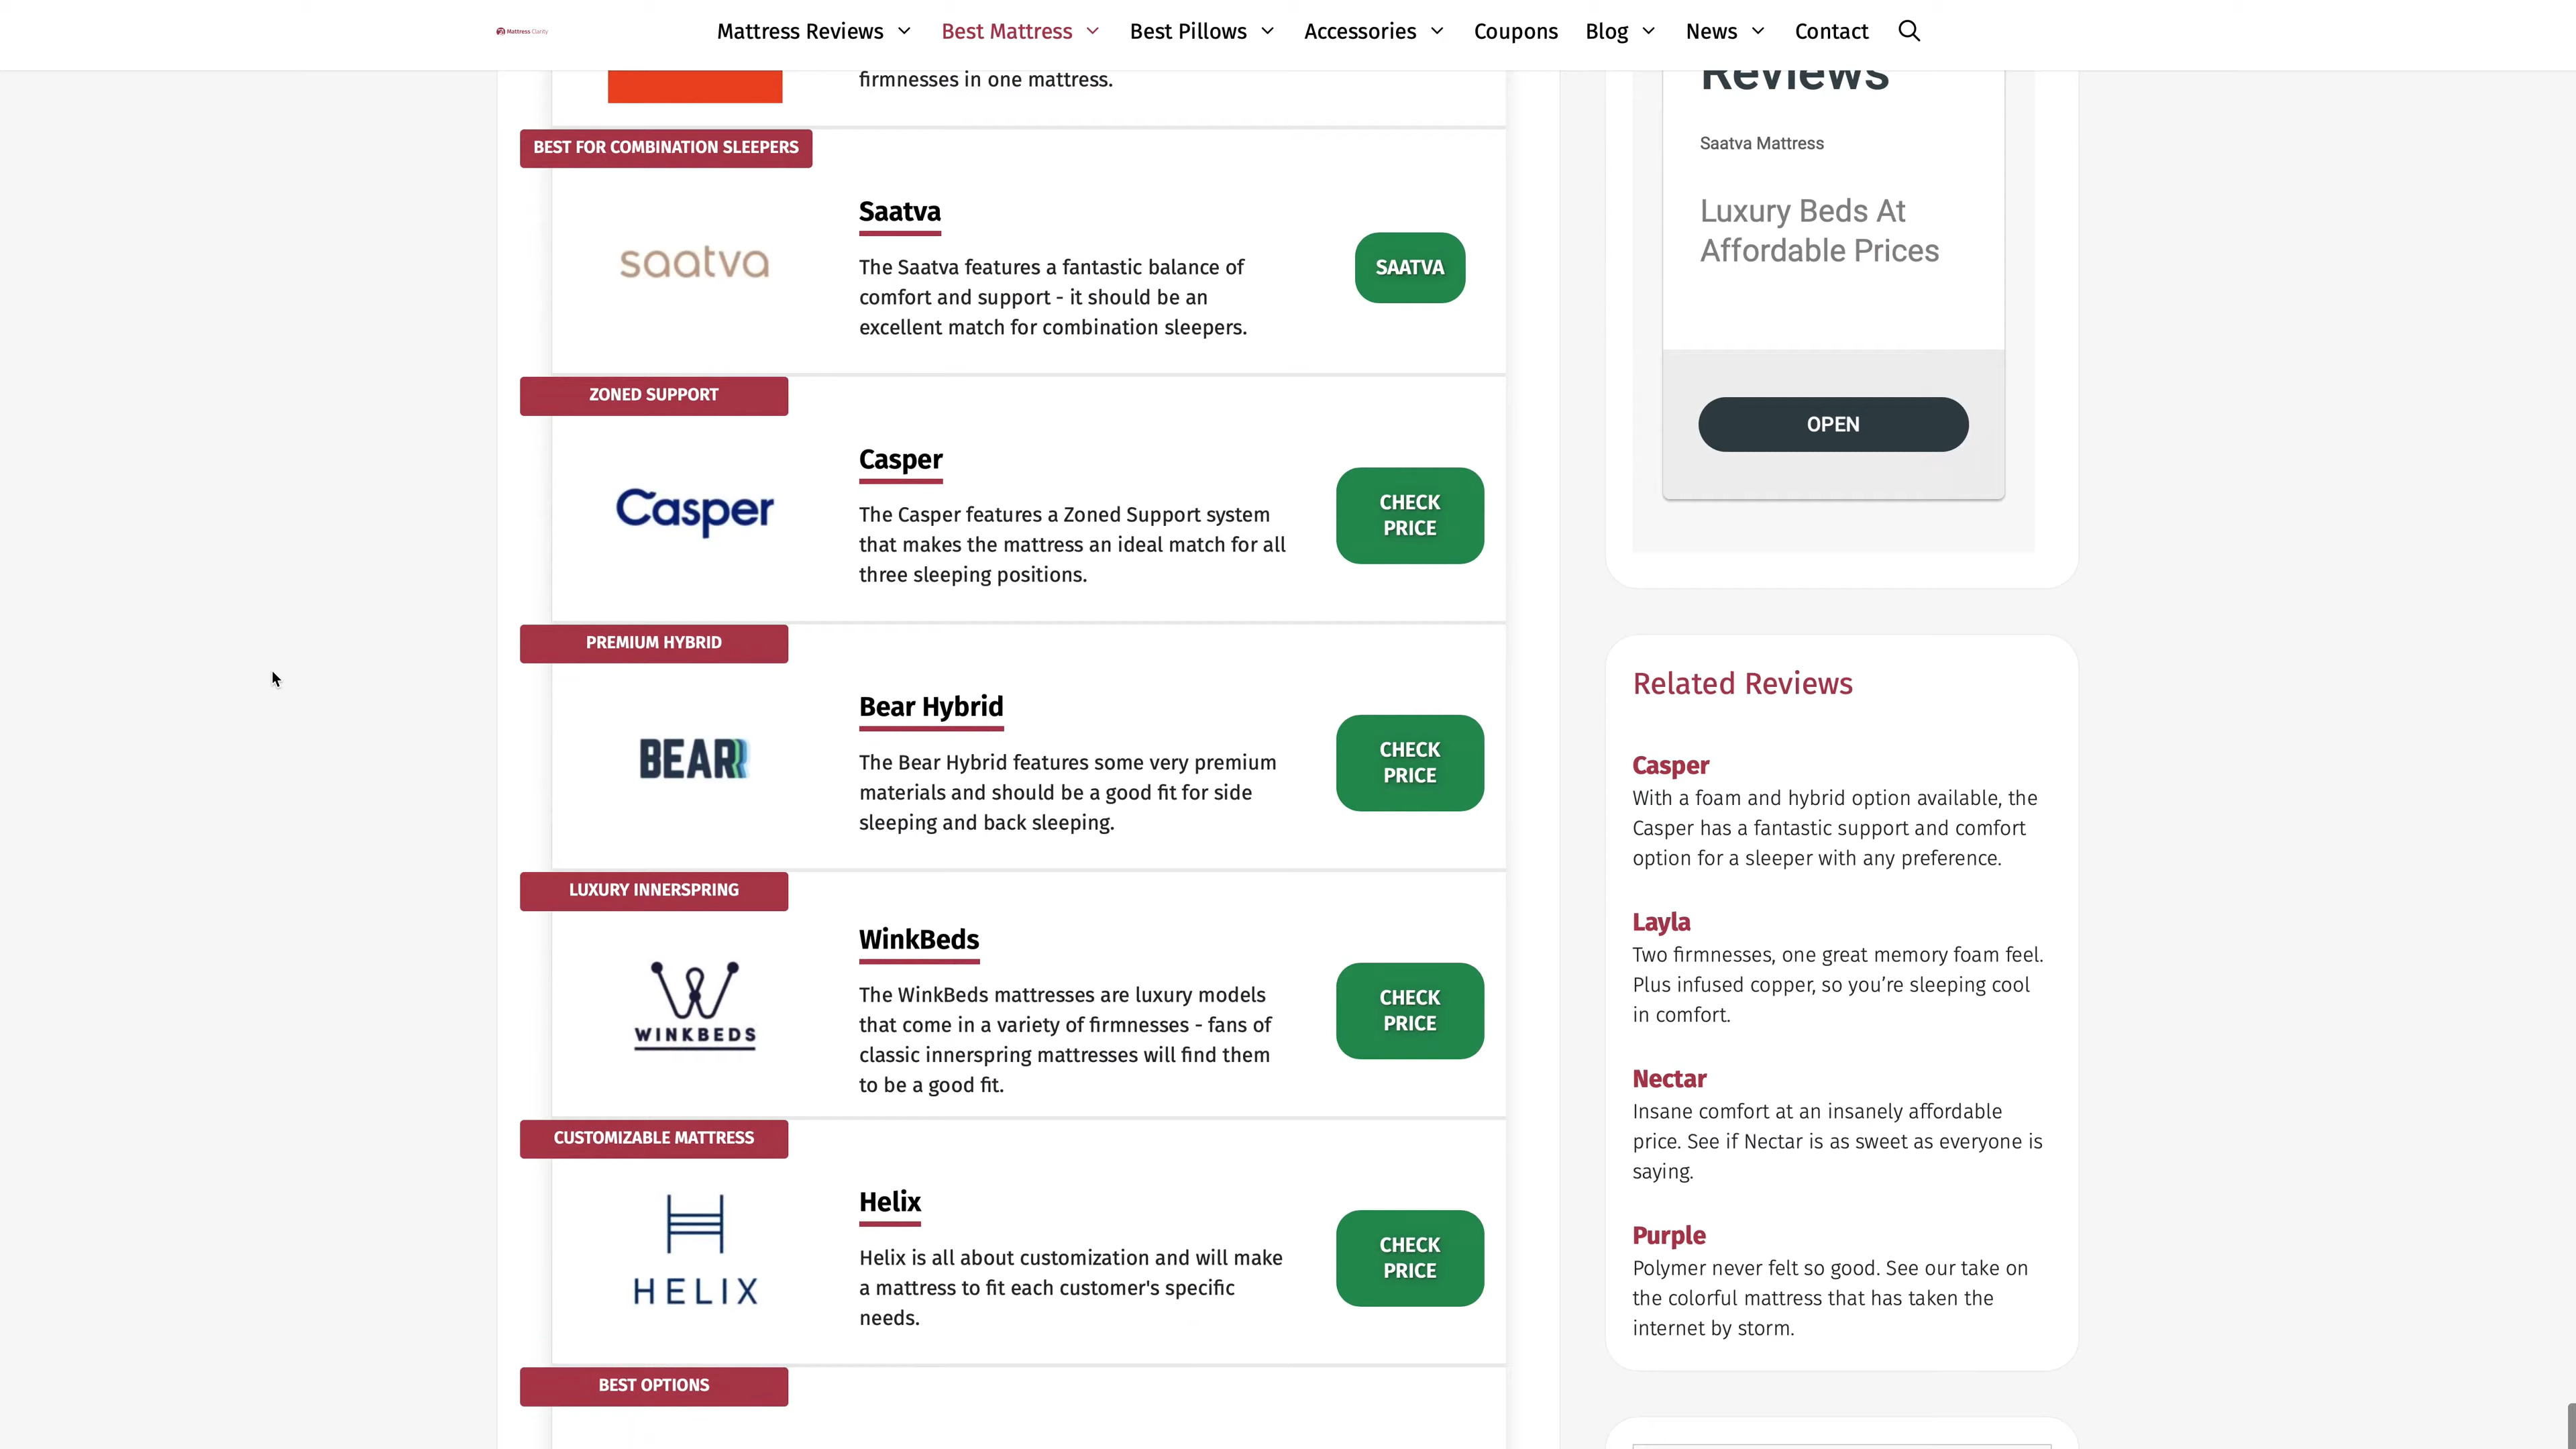 Mattress Clarity
Mattress Reviews
Best Mattress
Best Pillows
Accessories
Coupons
Blog
News
Contact
firmnesses in one mattress.
BEST FOR COMBINATION SLEEPERS
saatva
Saatva
The Saatva features a fantastic balance of
comfort and support - it should be an
excellent match for combination sleepers.
SAATVA
ZONED SUPPORT
Casper
Casper
The Casper features a Zoned Support system
that makes the mattress an ideal match for all
three sleeping positions.
CHECK
PRICE
PREMIUM HYBRID
BEAR
Bear Hybrid
The Bear Hybrid features some very premium
materials and should be a good fit for side
sleeping and back sleeping.
CHECK
PRICE
LUXURY INNERSPRING
WINKBEDS
WinkBeds
The WinkBeds mattresses are luxury models
that come in a variety of firmnesses - fans of
classic innerspring mattresses will find them
to be a good fit.
CHECK
PRICE
CUSTOMIZABLE MATTRESS
HELIX
Helix
Helix is all about customization and will make
a mattress to fit each customer's specific
needs.
CHECK
PRICE
BEST OPTIONS
Reviews
Saatva Mattress
Luxury Beds At
Affordable Prices
OPEN
Related Reviews
Casper
With a foam and hybrid option available, the
Casper has a fantastic support and comfort
option for a sleeper with any preference.
Layla
Two firmnesses, one great memory foam feel.
Plus infused copper, so you’re sleeping cool
in comfort.
Nectar
Insane comfort at an insanely affordable
price. See if Nectar is as sweet as everyone is
saying.
Purple
Polymer never felt so good. See our take on
the colorful mattress that has taken the
internet by storm.